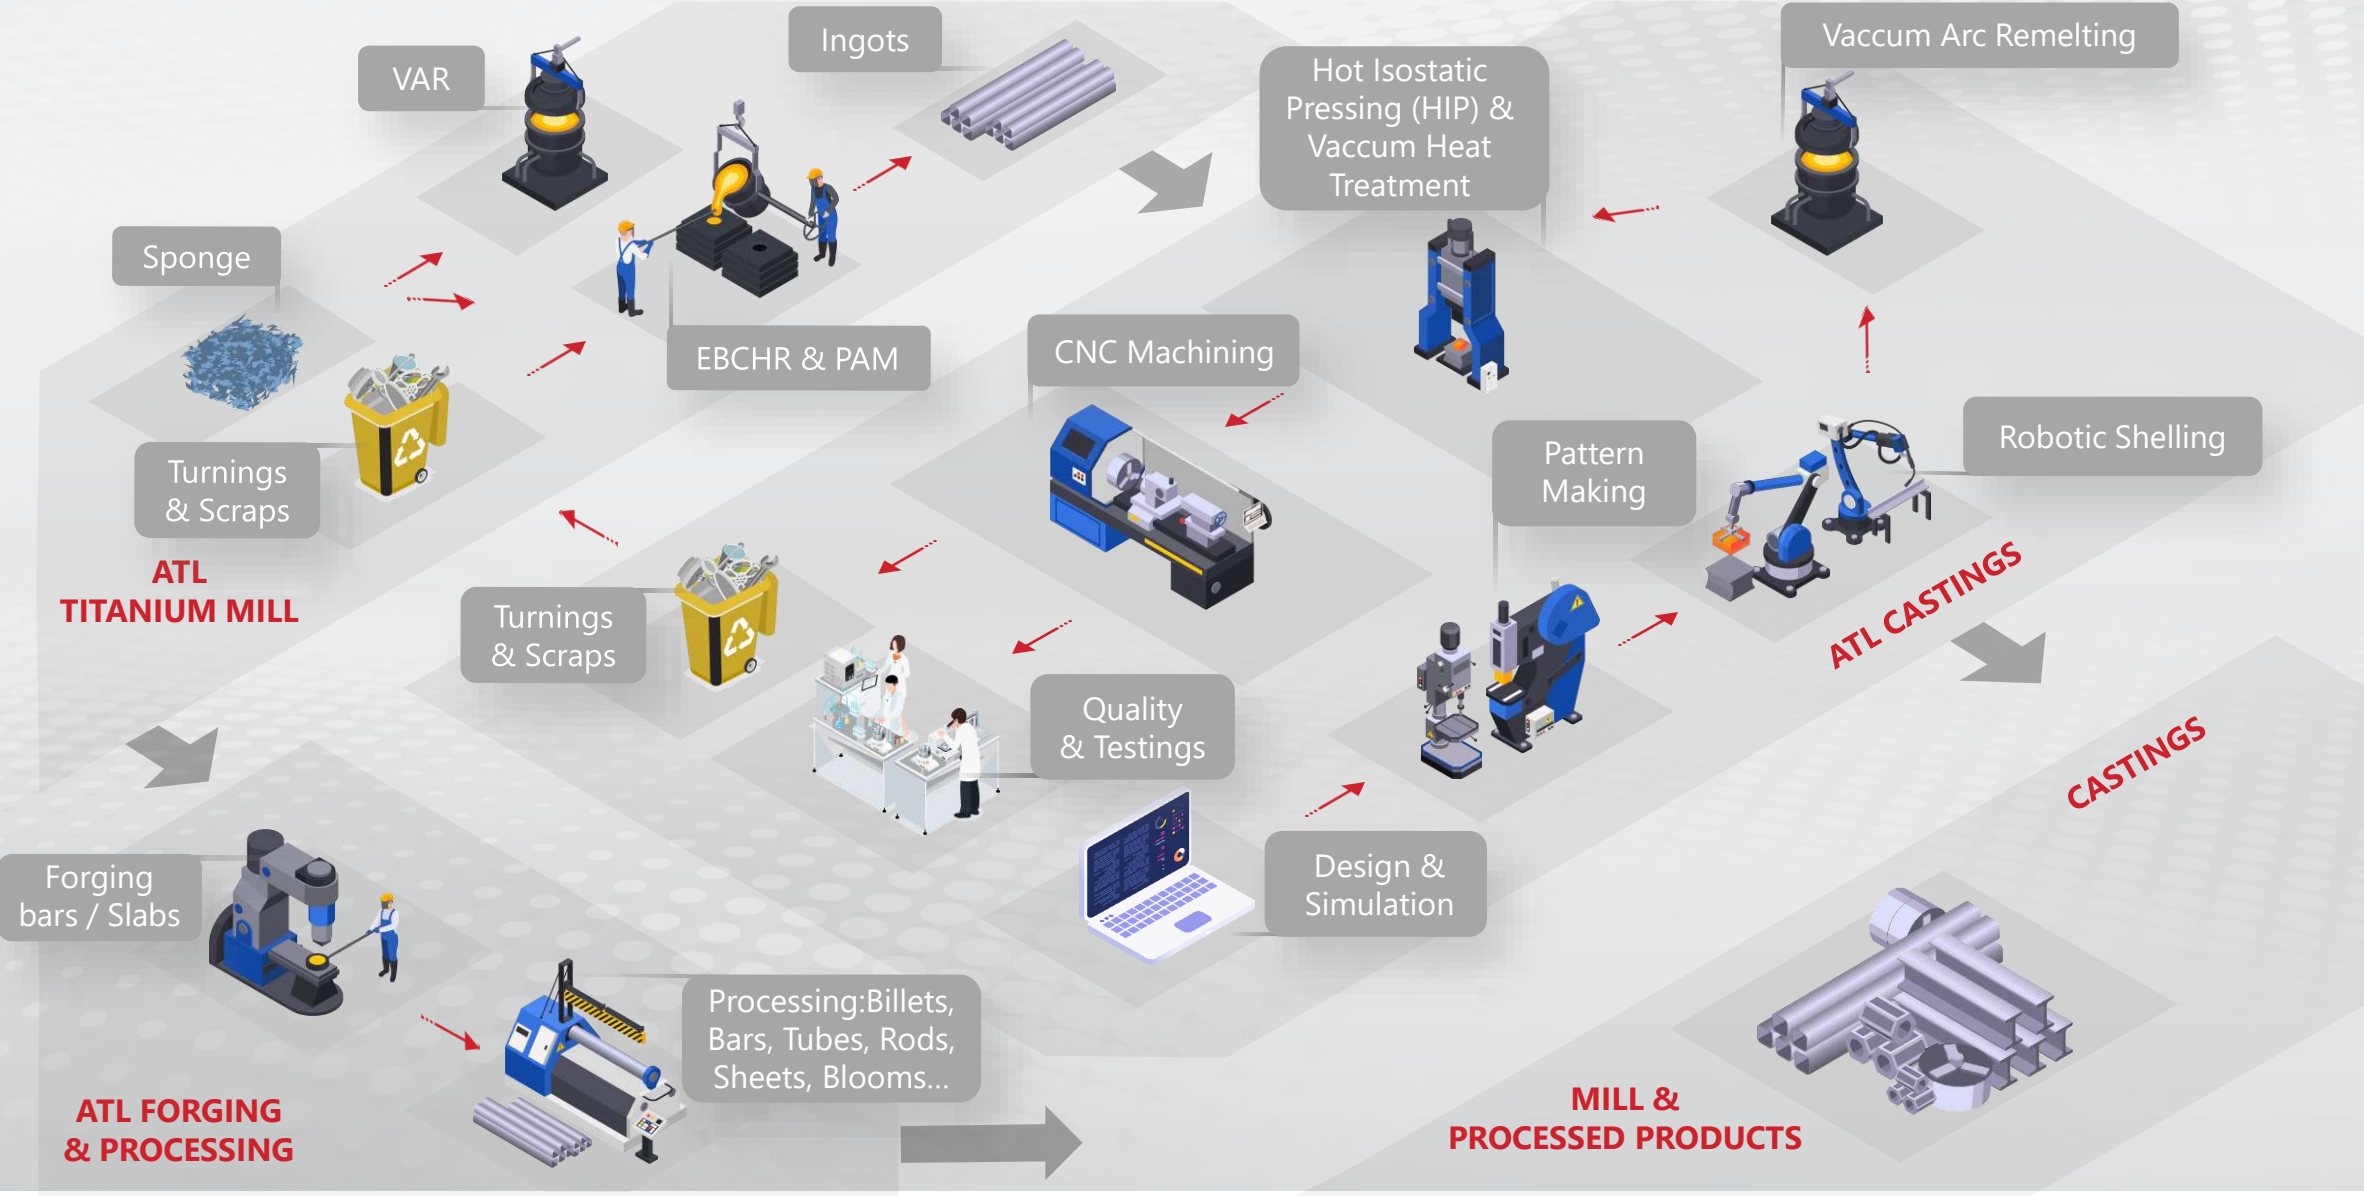 VAR
Ingots
Vaccum Arc Remelting
Hot Isostatic
Pressing (HIP) &
Vaccum Heat
Treatment
Sponge
EBCHR & PAM
CNC Machining
Turnings
& Scraps
Pattern
Making
Robotic Shelling
ATL
TITANIUM MILL
ATL CASTINGS
Turnings
& Scraps
Quality
& Testings
CASTINGS
Design &
Simulation
Forging
bars / Slabs
Processing:Billets,
Bars, Tubes, Rods,
Sheets, Blooms...
ATL FORGING
& PROCESSING
MILL &
PROCESSED PRODUCTS